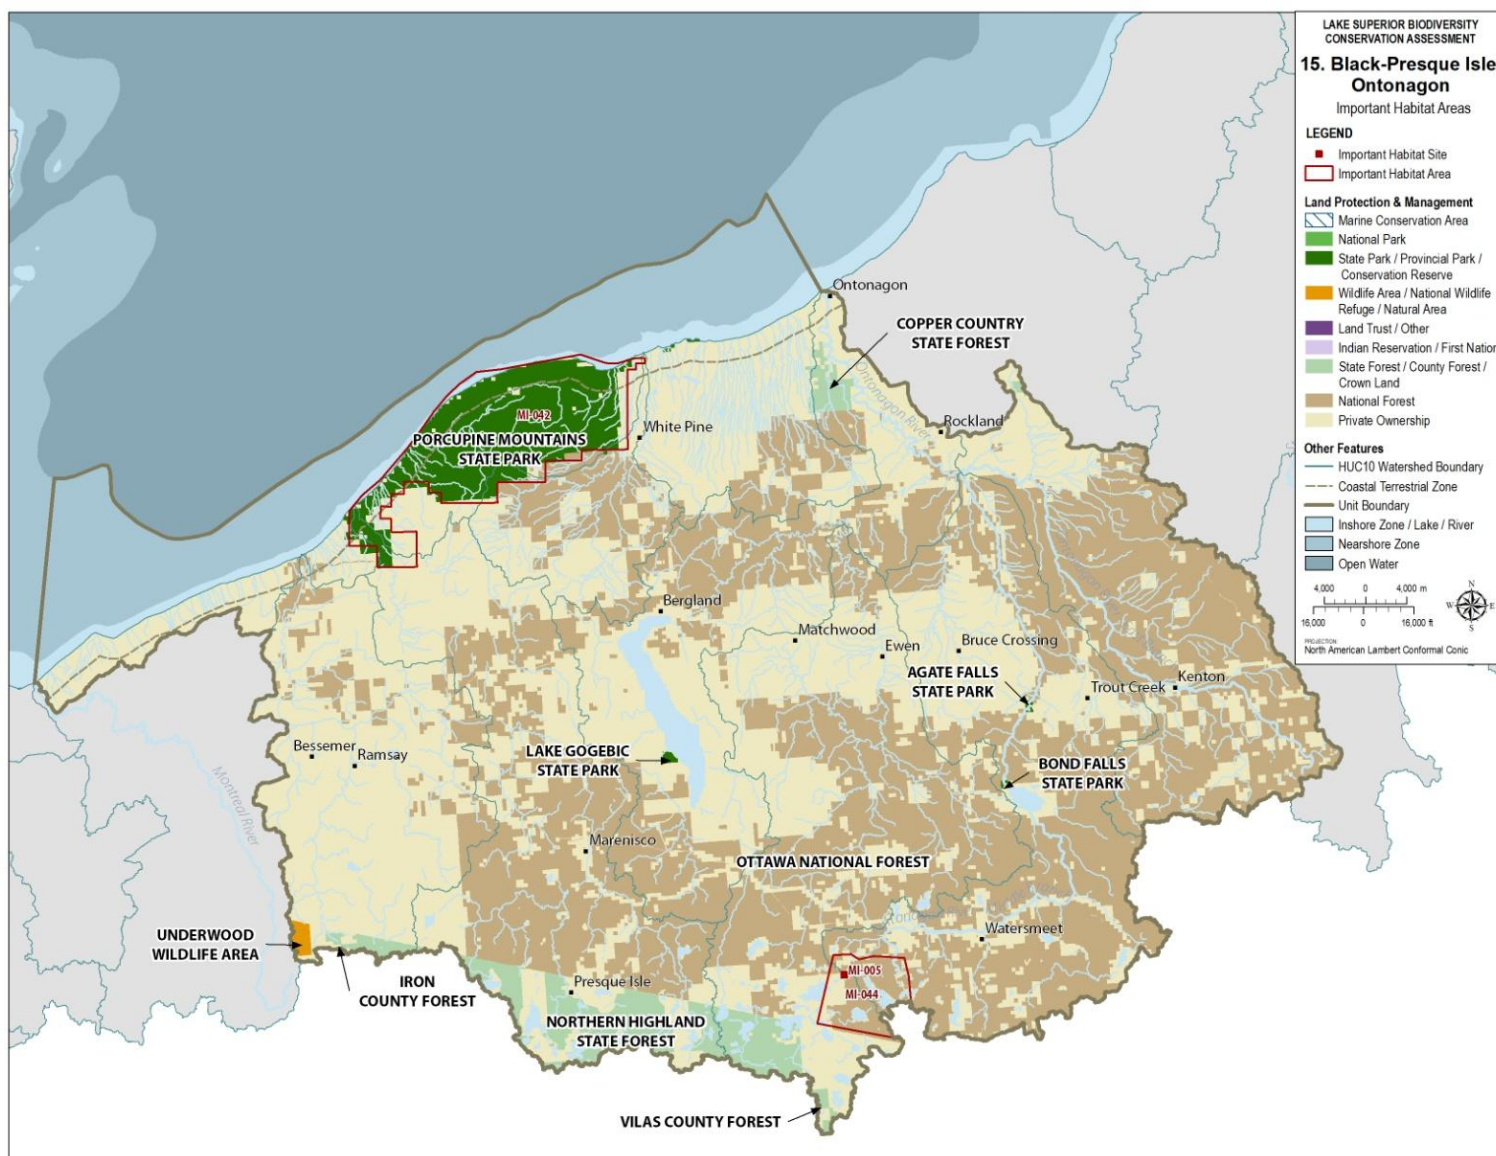 LAKE SUPERIOR BIODIVERSITY
CONSERVATION ASSESSMENT
15. Black-Presque Isle
Ontonagon
Important Habitat Areas
LEGEND
Important Habitat Site
Important Habitat Area
Land Protection & Management
Marine Conservation Area
National Park
State Park / Provincial Park /
Conservation Reserve
Wildlife Area / National Wildlife
Refuge / Natural Area
Land Trust / Other
Indian Reservation / First Nation
State Forest / County Forest /
Crown Land
National Forest
Private Ownership
Other Features
HUC10 Watershed Boundary
Coastal Terrestrial Zone
Unit Boundary
Inshore Zone / Lake / River
Nearshore Zone
Open Water
4,000 0 4,000 m
16,000 0 16,000 ft
N
W E
S
PROJECTION:
North American Lambert Conformal Conic
Ontonagon
COPPER COUNTRY
STATE FOREST
Ontonagon River
MI-042
PORCUPINE MOUNTAINS
STATE PARK
White Pine
Rockland
Bergland
Matchwood
Ewen
Bruce Crossing
AGATE FALLS
STATE PARK
Trout Creek
Kenton
Bessemer
Ramsay
LAKE GOGEBIC
STATE PARK
BOND FALLS
STATE PARK
Montreal River
Marenisco
OTTAWA NATIONAL FOREST
UNDERWOOD
WILDLIFE AREA
Watersmeet
IRON
COUNTY FOREST
Presque Isle
MI-005
MI-044
NORTHERN HIGHLAND
STATE FOREST
VILAS COUNTY FOREST